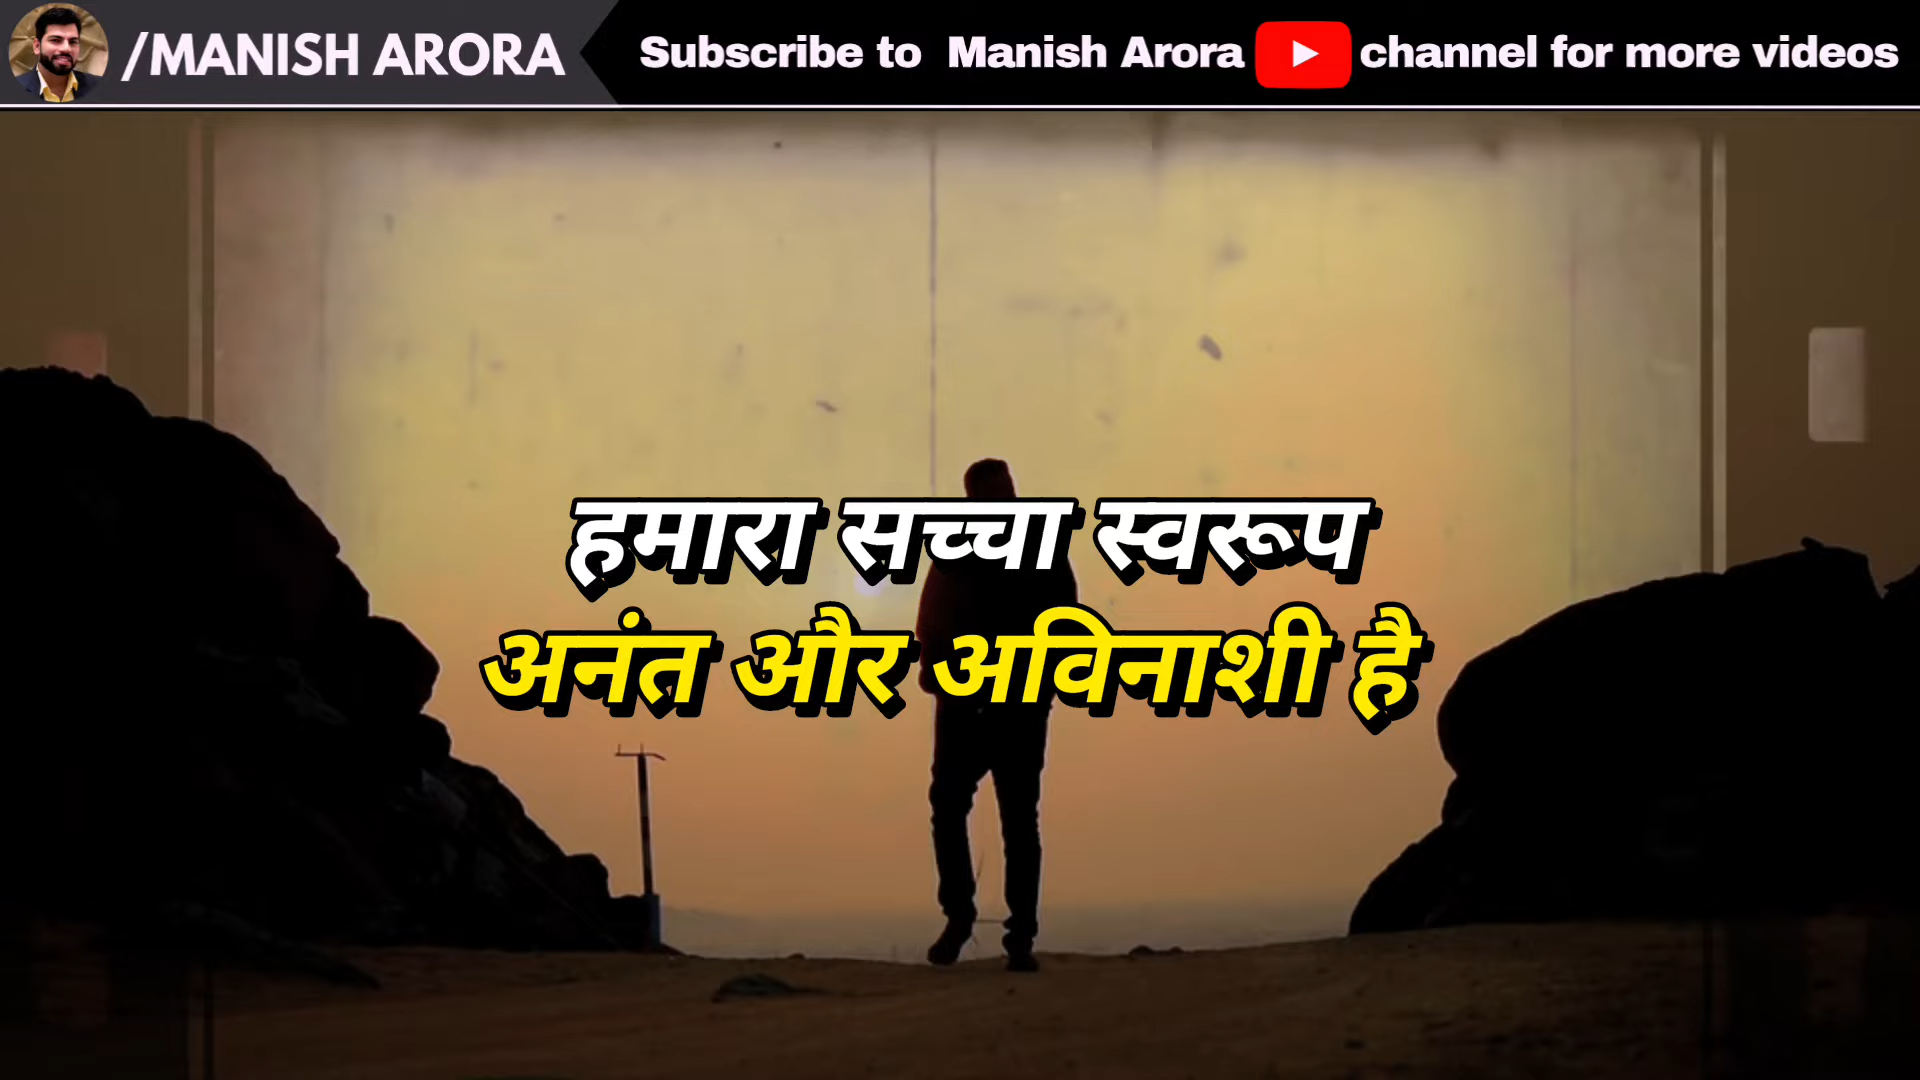 /MANISH ARORA
Subscribe to Manish Arora channel for more videos
हमारा सच्चा स्वरूप
अनंत और अविनाशी है